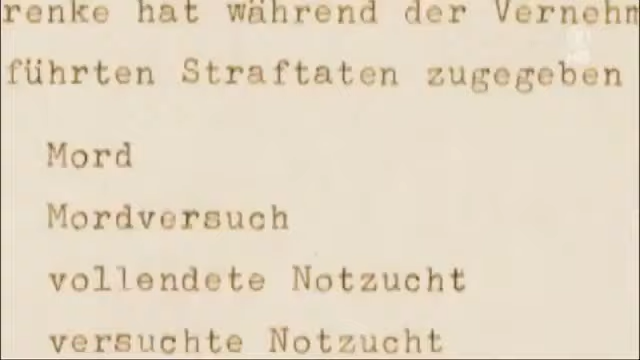 renke hat während der Vernehm
führten Straftaten zugegeben
Mord
Mordversuch
vollendete Notzucht
versuchte Notzucht